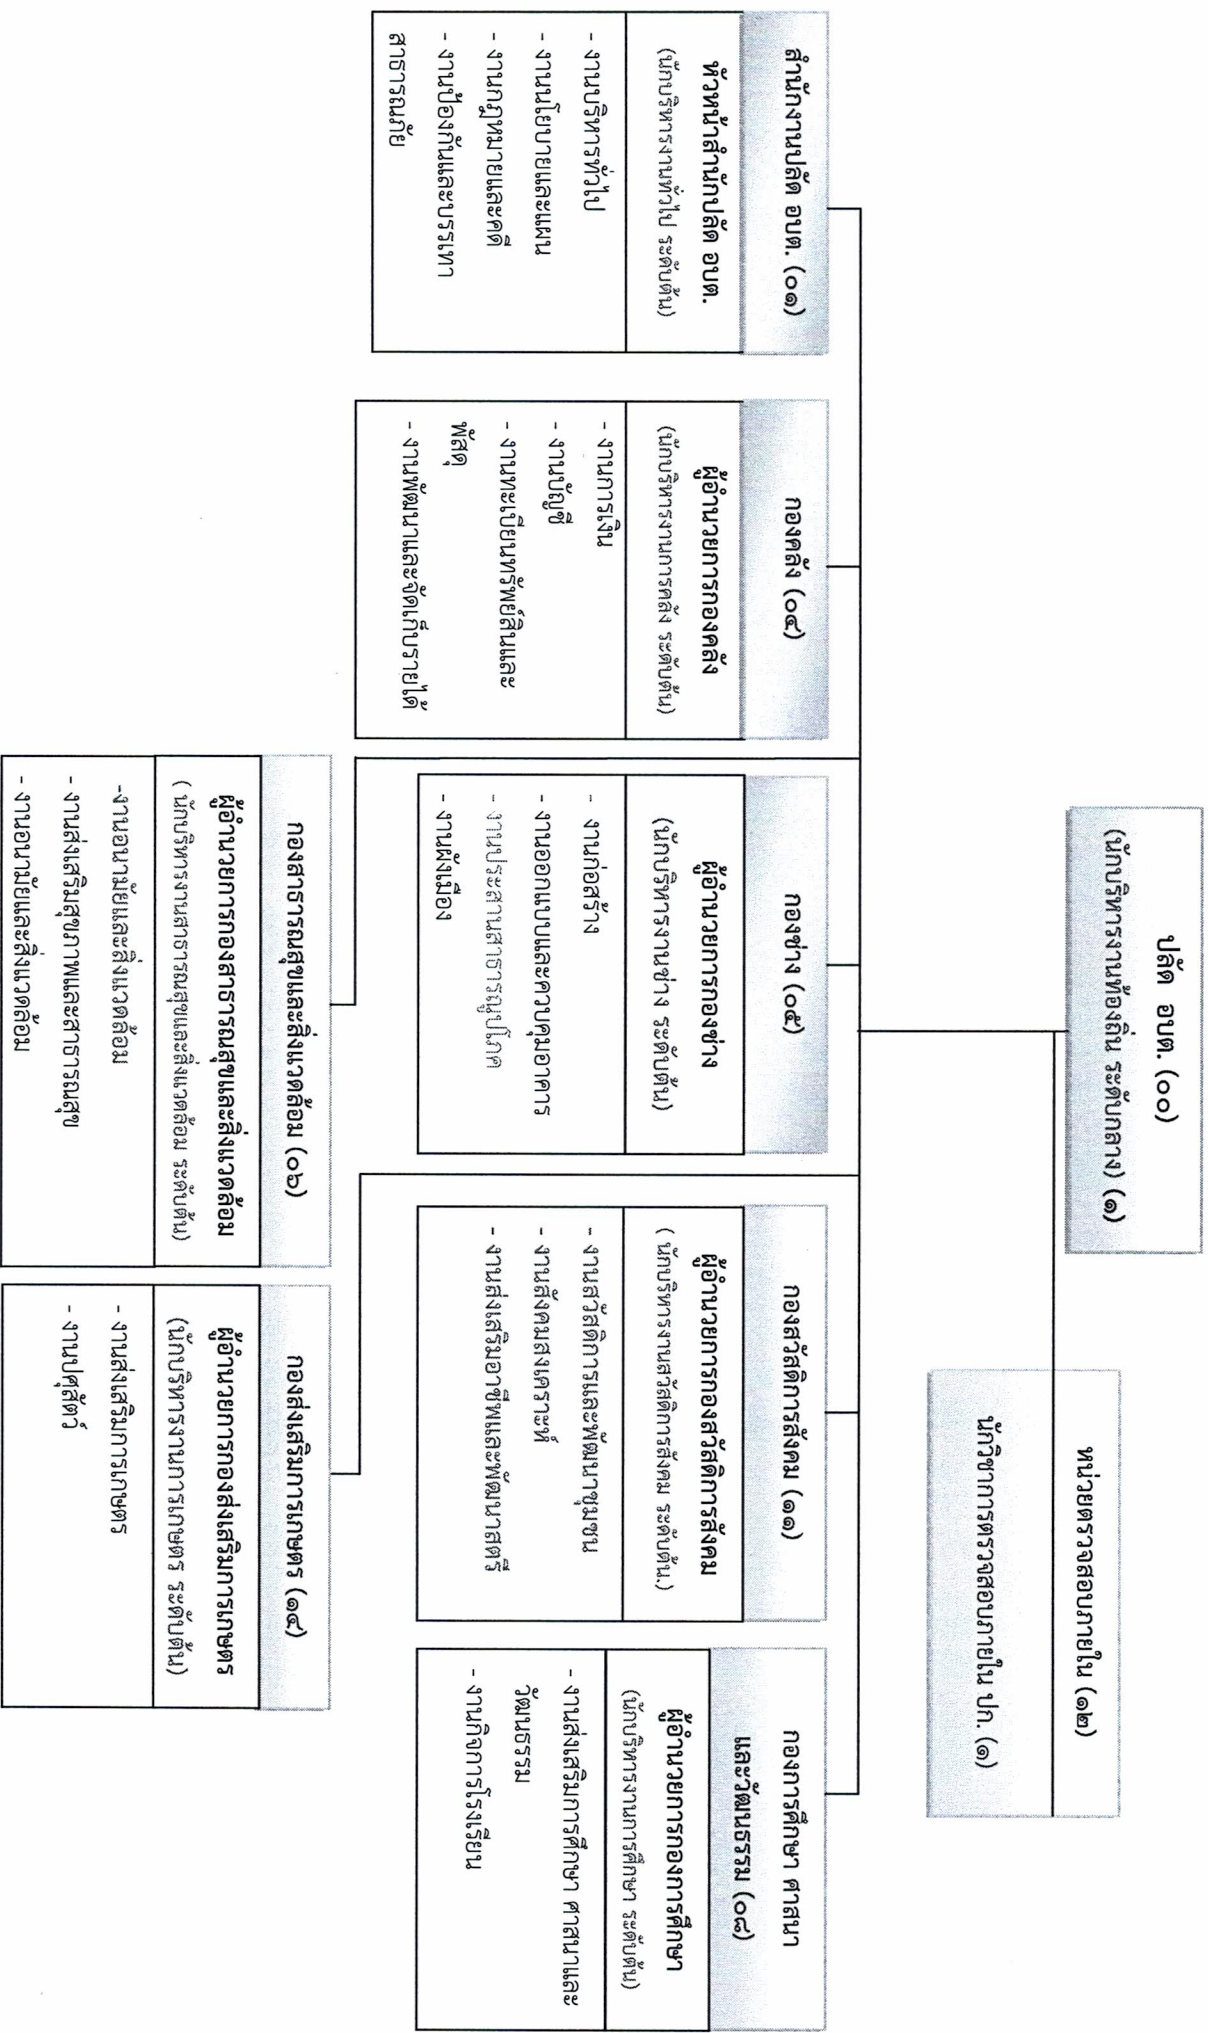 ปลัด อบต. (๐๐)
(นักบริหารงานท้องถิ่น ระดับกลาง) (๑)
หน่วยตรวจสอบภายใน (๑๒)
นักวิชาการตรวจสอบภายใน ปก. (๑)
สำนักงานปลัด อบต. (๐๑)
หัวหน้าสำนักปลัด อบต.
(นักบริหารงานทั่วไป ระดับต้น)
- งานบริหารทั่วไป
- งานนโยบายและแผน
- งานกฎหมายและคดี
- งานป้องกันและบรรเทา
สาธารณภัย
กองคลัง (๐๔)
ผู้อำนวยการกองคลัง
(นักบริหารงานการคลัง ระดับต้น)
- งานการเงิน
- งานบัญชี
- งานทะเบียนทรัพย์สินและ
พัสดุ
- งานพัฒนาและจัดเก็บรายได้
กองช่าง (๐๕)
ผู้อำนวยการกองช่าง
(นักบริหารงานช่าง ระดับต้น)
- งานก่อสร้าง
- งานออกแบบและควบคุมอาคาร
- งานประสานสาธารณูปโภค
- งานผังเมือง
กองสวัสดิการสังคม (๑๑)
ผู้อำนวยการกองสวัสดิการสังคม
( นักบริหารงานสวัสดิการสังคม ระดับต้น.)
- งานสวัสดิการและพัฒนาชุมชน
- งานสังคมสงเคราะห์
- งานส่งเสริมอาชีพและพัฒนาสตรี
กองการศึกษา ศาสนา
และวัฒนธรรม (๐๘)
ผู้อำนวยการกองการศึกษา
(นักบริหารงานการศึกษา ระดับต้น)
- งานส่งเสริมการศึกษา ศาสนาและ
วัฒนธรรม
- งานกิจการโรงเรียน
กองสาธารณสุขและสิ่งแวดล้อม (๐๖)
ผู้อำนวยการกองสาธารณสุขและสิ่งแวดล้อม
( นักบริหารงานสาธารณสุขและสิ่งแวดล้อม ระดับต้น)
-งานอนามัยและสิ่งแวดล้อม
- งานส่งเสริมสุขภาพและสาธารณสุข
- งานอนามัยและสิ่งแวดล้อม
กองส่งเสริมการเกษตร (๑๔)
ผู้อำนวยการกองส่งเสริมการเกษตร
(นักบริหารงานการเกษตร ระดับต้น)
- งานส่งเสริมการเกษตร
- งานปศุสัตว์